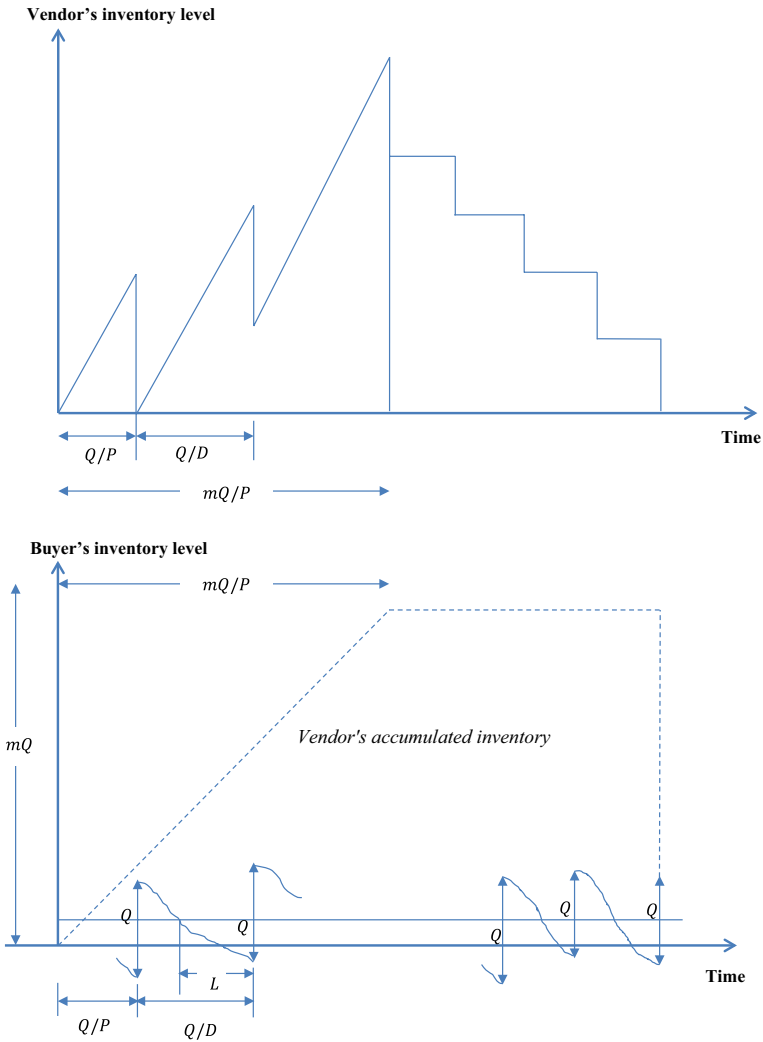 Vendor's inventory level
Time
Q/P
Q/D
mQ/P
Buyer's inventory level
mQ/P
mQ
Vendor's accumulated inventory
Q
Q
Q
Q
Q
L
Time
Q/P
Q/D